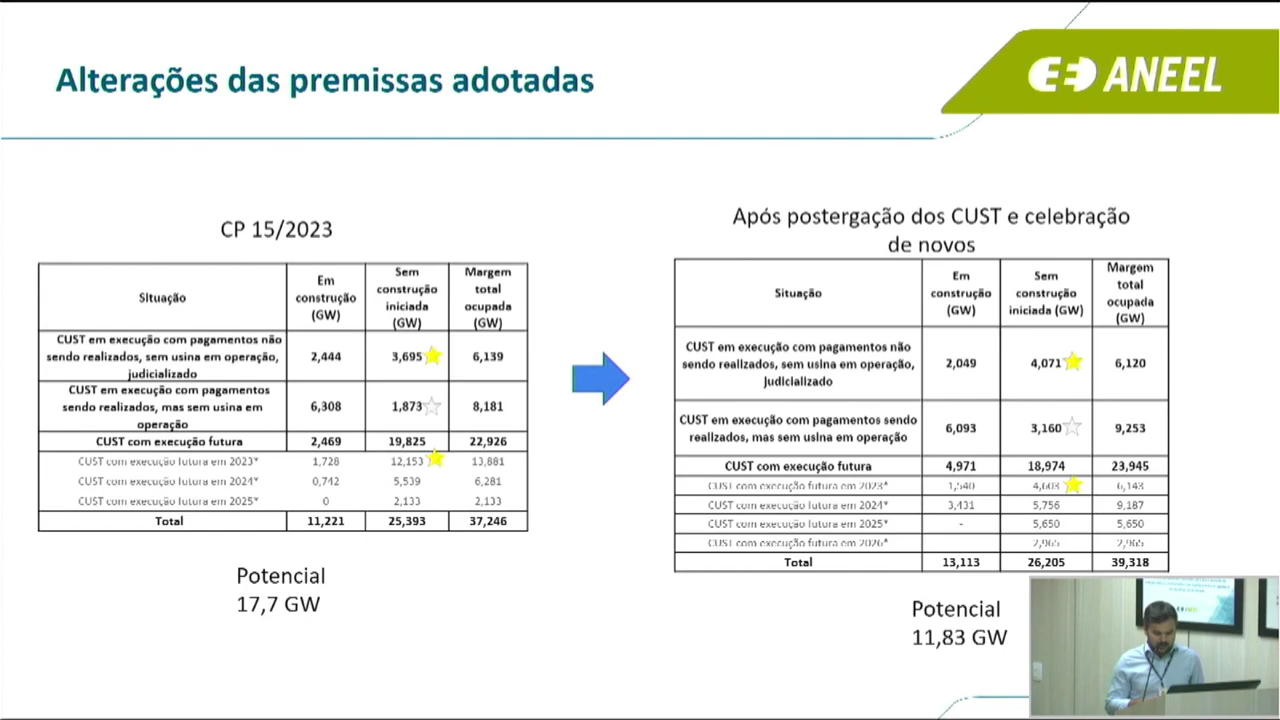 Alterações das premissas adotadas
ANEEL
CP 15/2023
Situação
Em
construção
(GW)
Sem
construção
iniciada
(GW)
Margem
total
ocupada
(GW)
CUST em execução com pagamentos não
sendo realizados, sem usina em operação,
judicializado
2,444
3,695
6,139
CUST em execução com pagamentos
sendo realizados, mas sem usina em
operação
6,308
1,873
8,181
CUST com execução futura
2,469
19,825
22,926
CUST com execução futura em 2023*
1,728
12,153
13,881
CUST com execução futura em 2024*
0,742
5,539
6,281
CUST com execução futura em 2025*
0
2,133
2,133
Total
11,221
25,393
37,246
Potencial
17,7 GW
Após postergação dos CUST e celebração
de novos
Situação
Em
construção
(GW)
Sem
construção
iniciada (GW)
Margem
total
ocupada
(GW)
CUST em execução com pagamentos não
sendo realizados, sem usina em operação,
judicializado
2,049
4,071
6,120
CUST em execução com pagamentos sendo
realizados, mas sem usina em operação
6,093
3,160
9,253
CUST com execução futura
4,971
18,974
23,945
CUST com execução futura em 2023*
1,540
4,603
6,143
CUST com execução futura em 2024*
3,431
5,756
9,187
CUST com execução futura em 2025*
-
5,650
5,650
CUST com execução futura em 2026*
2,965
2,965
Total
13,113
26,205
39,318
Potencial
11,83 GW